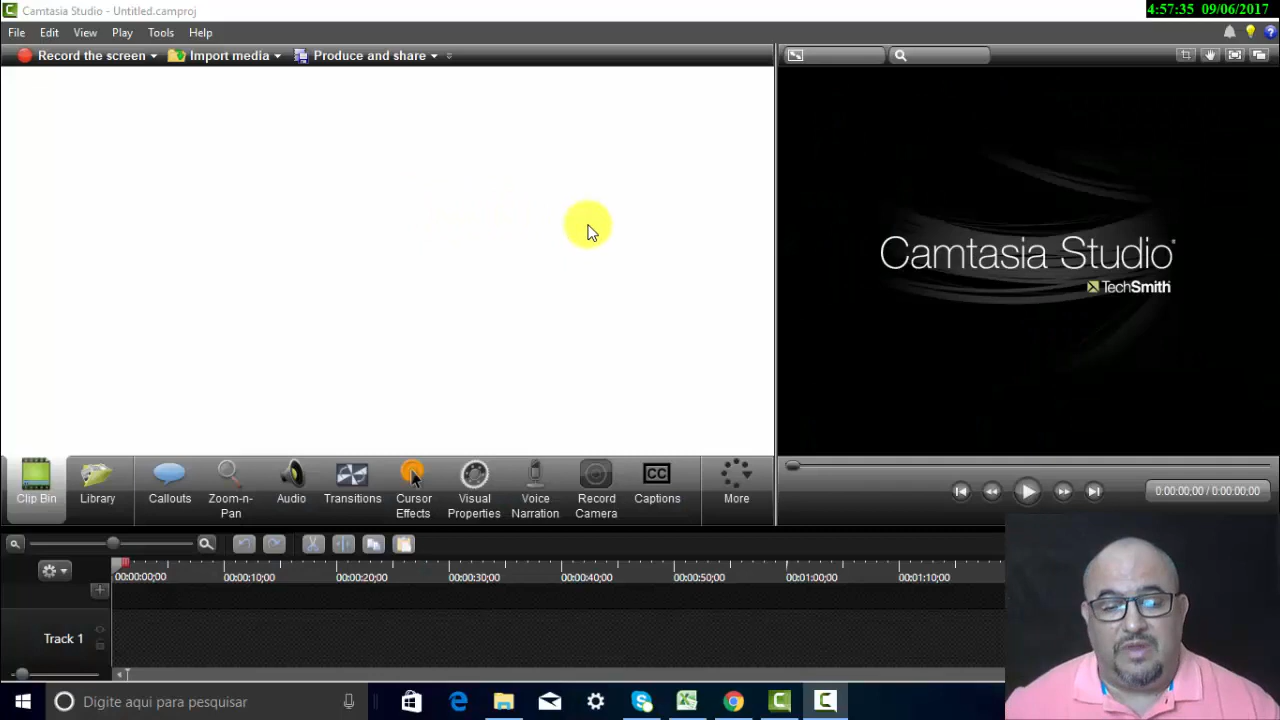 Camtasia Studio - Untitled.camproj
4:57:35 09/06/2017
File Edit View Play Tools Help
Record the screen Import media Produce and share
Camtasia Studio
TechSmith
Clip Bin
Library
Callouts
Zoom-n-
Pan
Audio
Transitions
Cursor
Effects
Visual
Properties
Voice
Narration
Record
Camera
CC
Captions
More
0:00:00;00 / 0:00:00;00
00:00:00;00 00:00:10;00 00:00:20;00 00:00:30;00 00:00:40;00 00:00:50;00 00:01:00;00 00:01:10;00
Track 1
Digite aqui para pesquisar